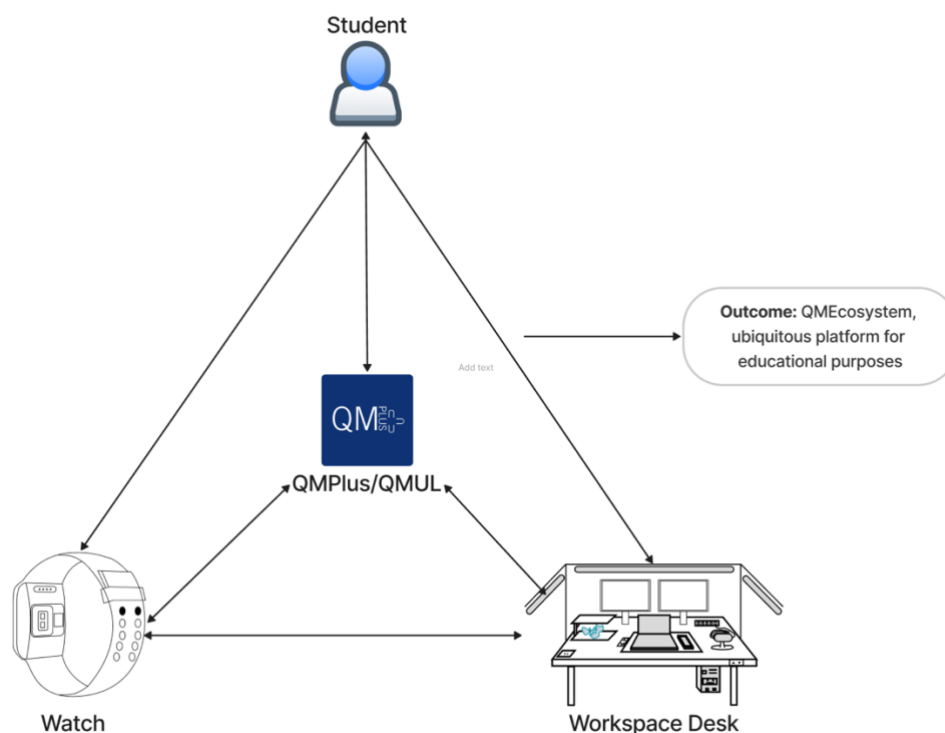 Student
Outcome: QMEcosystem,
ubiquitous platform for
educational purposes
Add text
QM
PLUS
QMPlus/QMUL
Watch
Workspace Desk